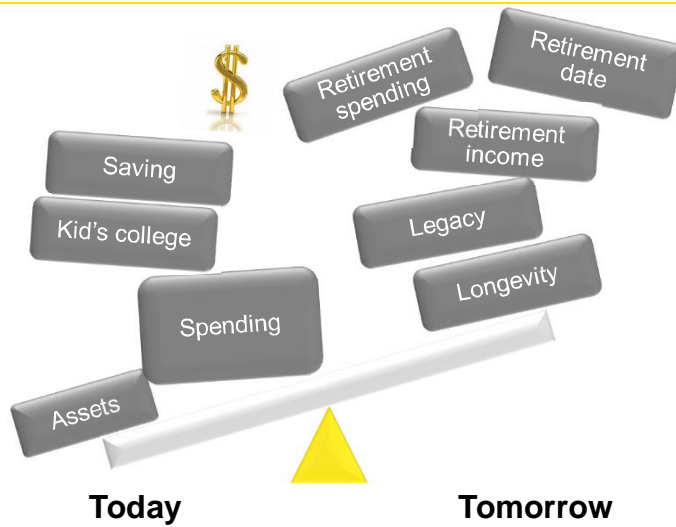 Retirement
date
Retirement
spending
Retirement
income
Saving
Kid's college
Legacy
Longevity
Spending
Assets
Today
Tomorrow